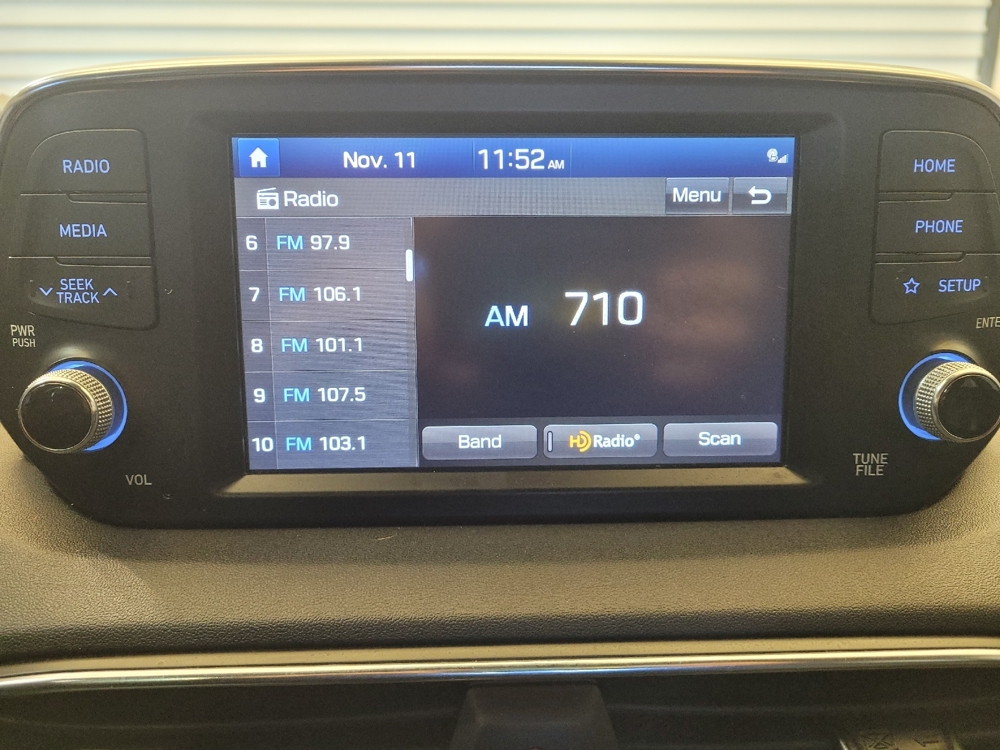 RADIO
MEDIA
SEEK
TRACK
PWR
PUSH
VOL
Nov. 11 11:52 AM
Radio Menu
6 FM 97.9
7 FM 106.1
8 FM 101.1
9 FM 107.5
10 FM 103.1
AM 710
Band HD Radio® Scan
HOME
PHONE
☆ SETUP
ENTE
TUNE
FILE